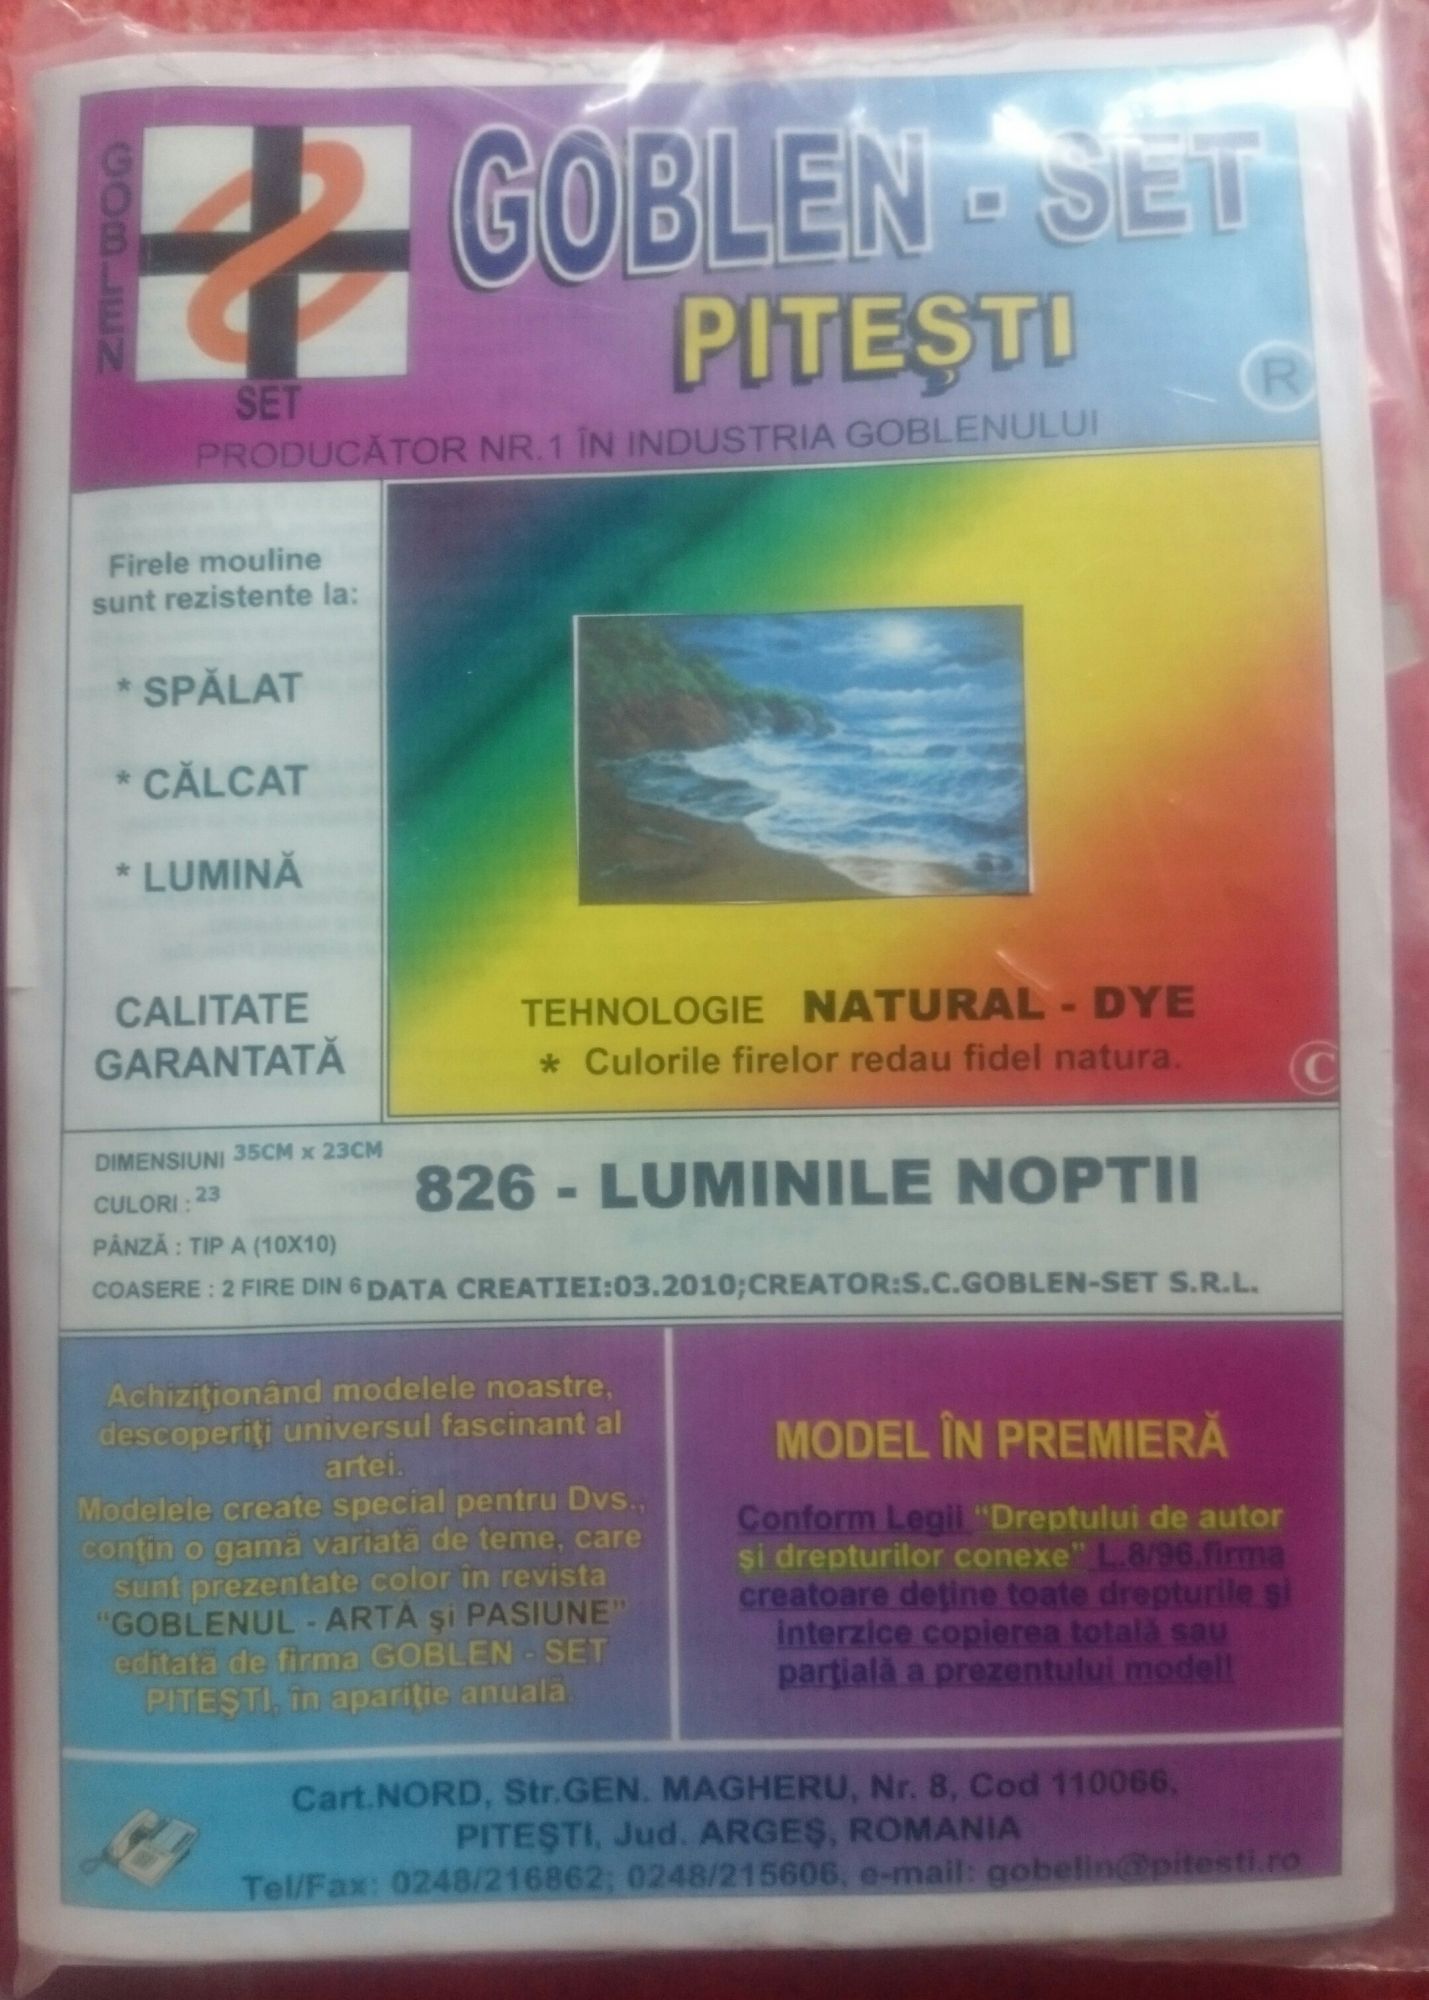 GOBLEN
SET
GOBLEN - SET
PITEŞTI
R
PRODUCĂTOR NR.1 ÎN INDUSTRIA GOBLENULUI
Firele mouline
sunt rezistente la:
* SPĂLAT
* CĂLCAT
* LUMINĂ
CALITATE
GARANTATĂ
TEHNOLOGIE NATURAL - DYE
* Culorile firelor redau fidel natura.
C
DIMENSIUNI 35CM x 23CM
CULORI : 23
PÂNZĂ : TIP A (10X10)
COASERE : 2 FIRE DIN 6
826 - LUMINILE NOPTII
DATA CREATIEI:03.2010;CREATOR:S.C.GOBLEN-SET S.R.L.
Achiziţionând modelele noastre,
descoperiţi universul fascinant al
artei.
Modelele create special pentru Dvs.,
conţin o gamă variată de teme, care
sunt prezentate color în revista
“GOBLENUL - ARTĂ şi PASIUNE”
editată de firma GOBLEN - SET
PITEŞTI, în apariţie anuală.
MODEL ÎN PREMIERĂ
Conform Legii “Dreptului de autor
şi drepturilor conexe” L.8/96,firma
creatoare deţine toate drepturile şi
interzice copierea totală sau
parţială a prezentului model!
Cart.NORD, Str.GEN. MAGHERU, Nr. 8, Cod 110066,
PITEŞTI, Jud. ARGEŞ, ROMANIA
Tel/Fax: 0248/216862; 0248/215606, e-mail: gobelin@pitesti.ro